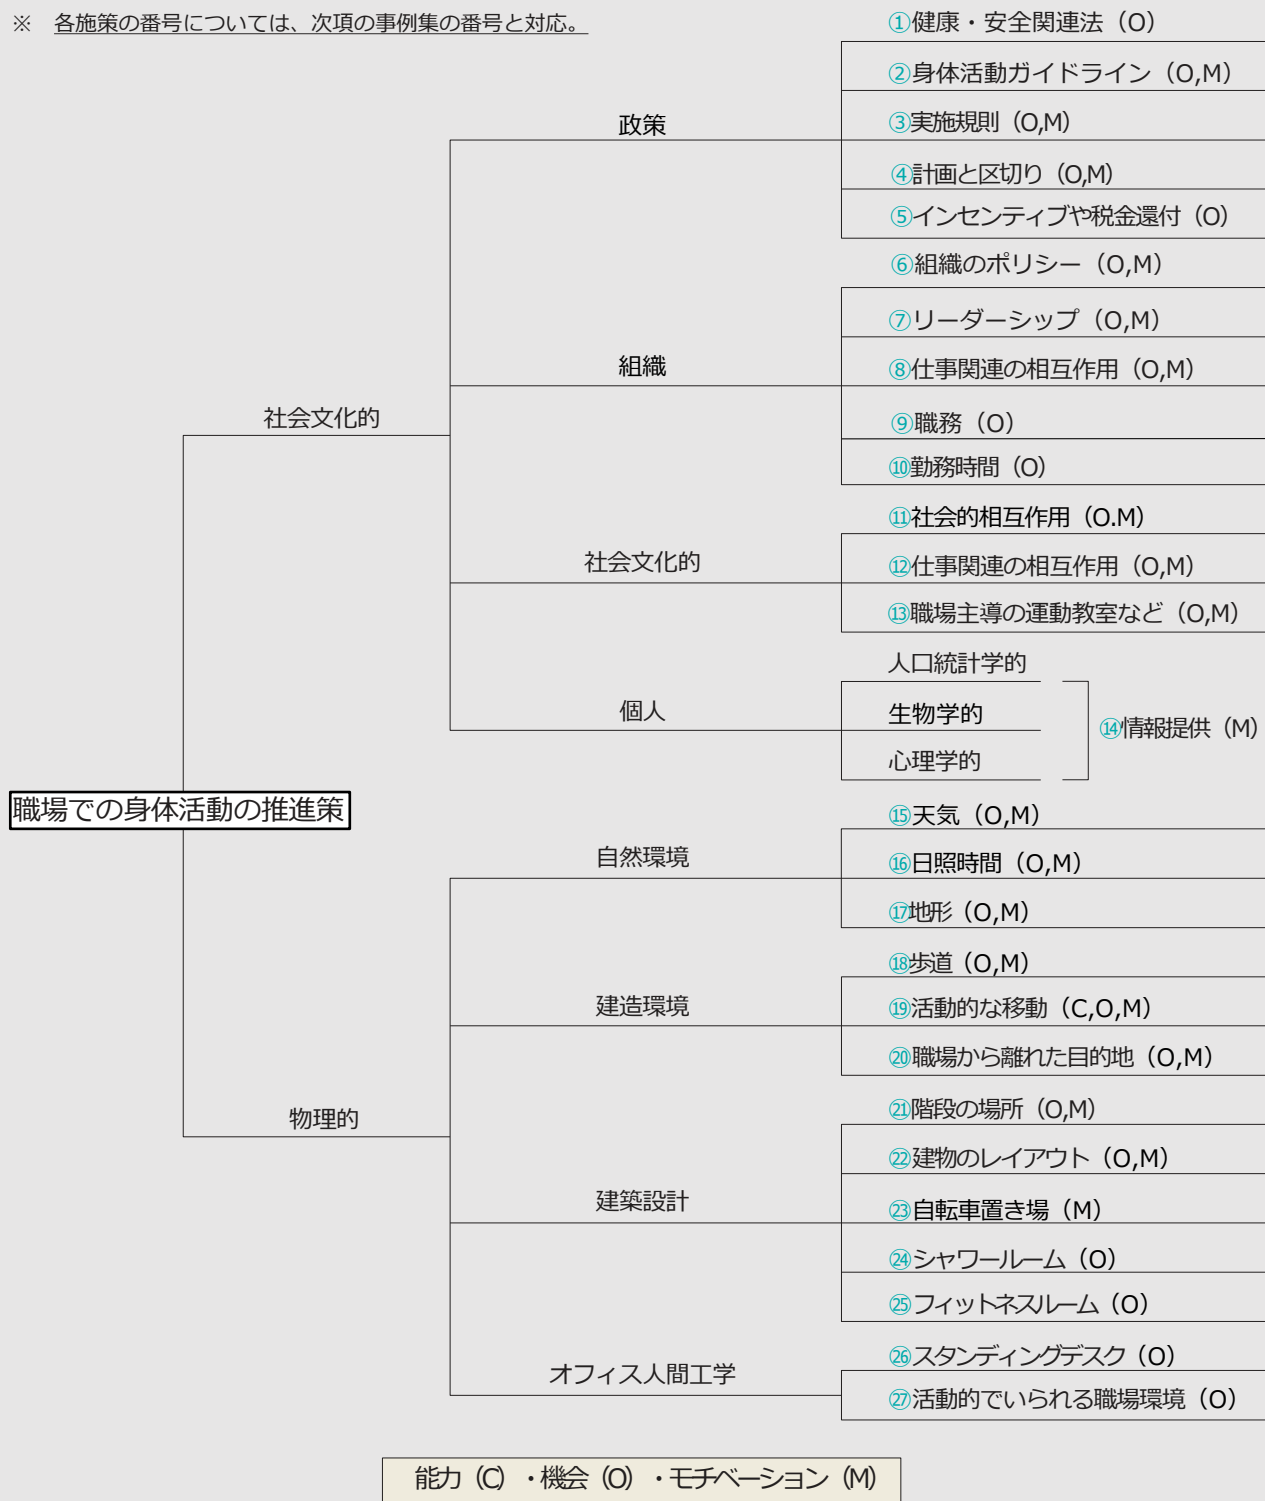 ※ 各施策の番号については、次項の事例集の番号と対応。
①健康・安全関連法（O）
②身体活動ガイドライン（O,M）
政策
③実施規則（O,M）
④計画と区切り（O,M）
⑤インセンティブや税金還付（O）
⑥組織のポリシー（O,M）
⑦リーダーシップ（O,M）
組織
⑧仕事関連の相互作用（O,M）
社会文化的
⑨職務（O）
⑩勤務時間（O）
⑪社会的相互作用（O.M）
社会文化的
⑫仕事関連の相互作用（O,M）
⑬職場主導の運動教室など（O,M）
人口統計学的
個人
生物学的
⑭情報提供（M）
心理学的
職場での身体活動の推進策
⑮天気（O,M）
自然環境
⑯日照時間（O,M）
⑰地形（O,M）
⑱歩道（O,M）
建造環境
⑲活動的な移動（C,O,M）
⑳職場から離れた目的地（O,M）
物理的
㉑階段の場所（O,M）
㉒建物のレイアウト（O,M）
建築設計
㉓自転車置き場（M）
㉔シャワールーム（O）
㉕フィットネスルーム（O）
㉖スタンディングデスク（O）
オフィス人間工学
㉗活動的でいられる職場環境（O）
能力（C）・機会（O）・モチベーション（M）